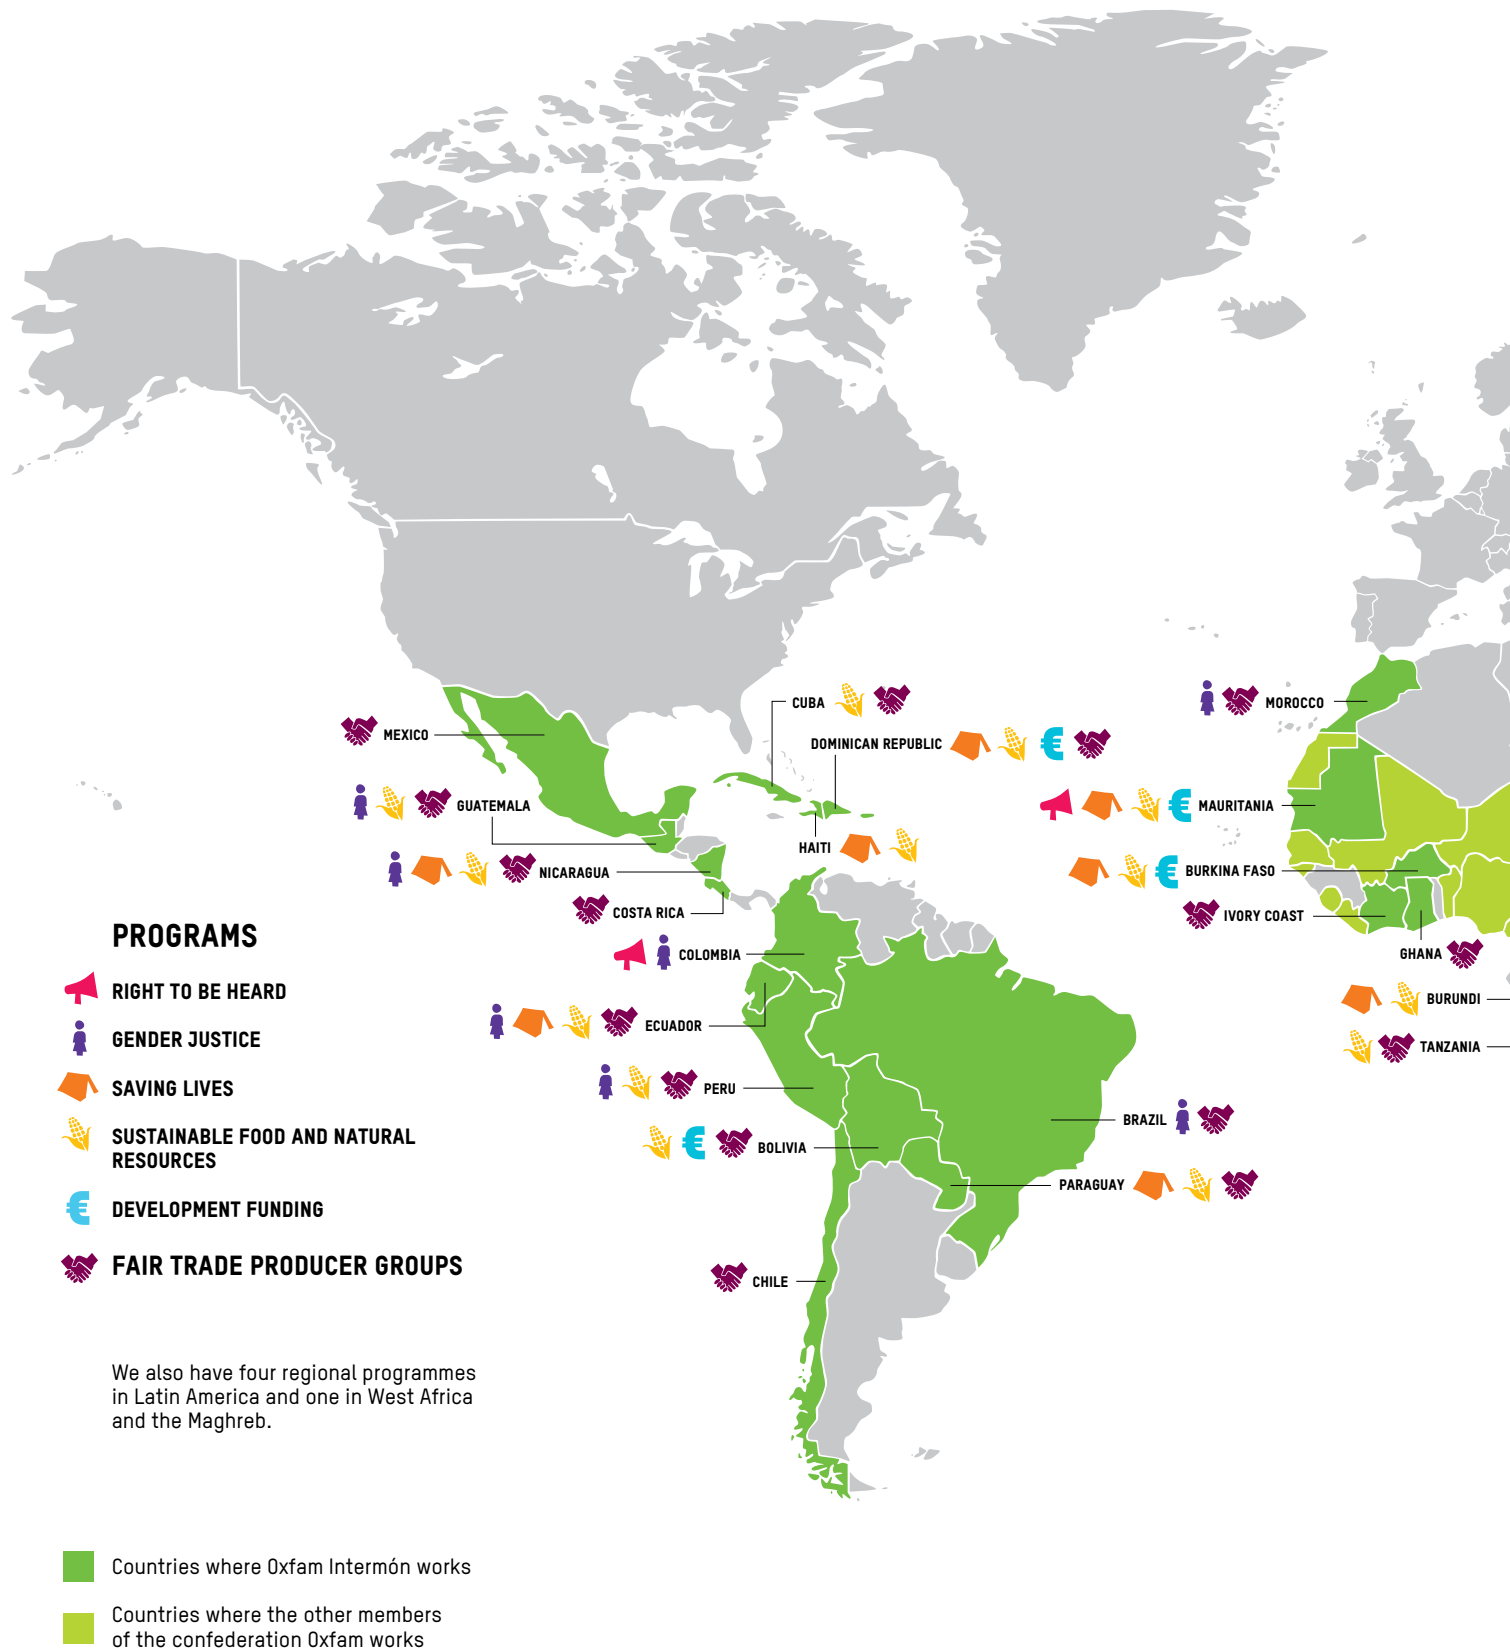 CUBA
MOROCCO
MEXICO
DOMINICAN REPUBLIC
GUATEMALA
MAURITANIA
HAITI
NICARAGUA
BURKINA FASO
COSTA RICA
IVORY COAST
COLOMBIA
GHANA
BURUNDI
ECUADOR
TANZANIA
PERU
BRAZIL
BOLIVIA
PARAGUAY
CHILE
PROGRAMS
RIGHT TO BE HEARD
GENDER JUSTICE
SAVING LIVES
SUSTAINABLE FOOD AND NATURAL
RESOURCES
DEVELOPMENT FUNDING
FAIR TRADE PRODUCER GROUPS
We also have four regional programmes
in Latin America and one in West Africa
and the Maghreb.
Countries where Oxfam Intermón works
Countries where the other members
of the confederation Oxfam works